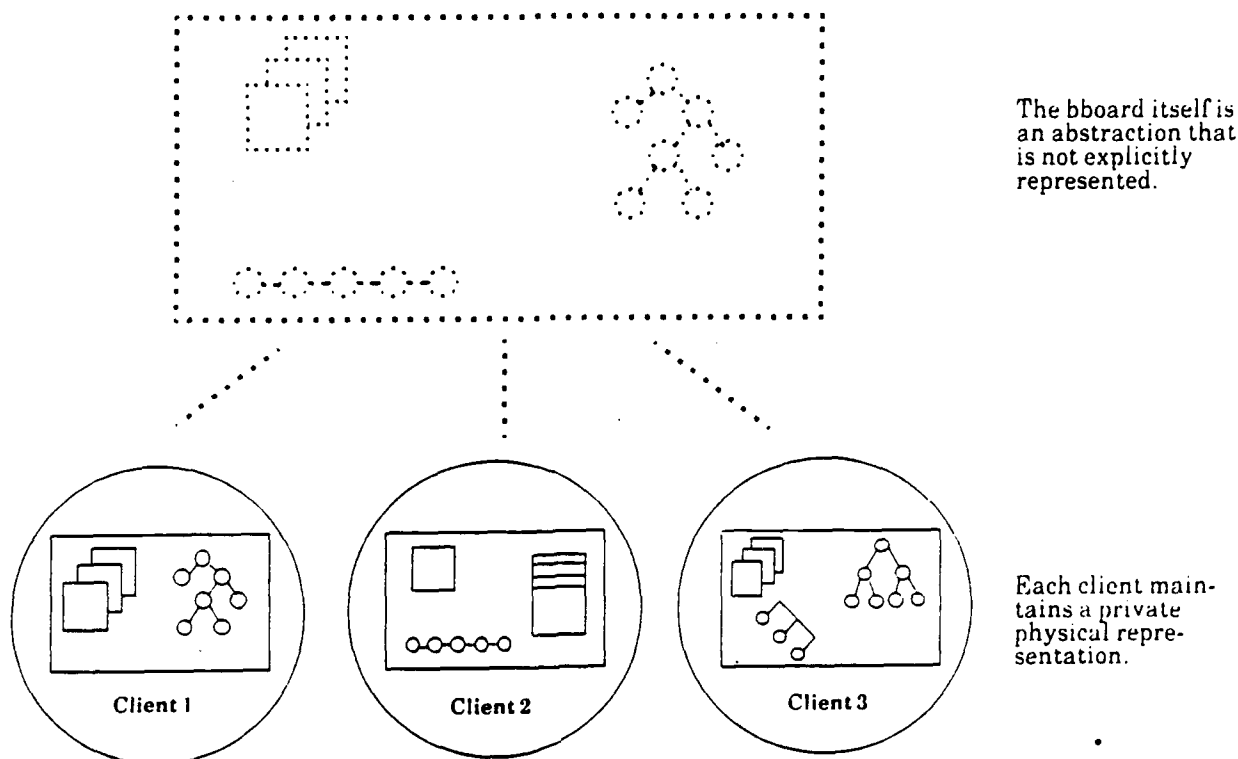 The bboard itself is
an abstraction that
is not explicitly
represented.
Each client main-
tains a private
physical repre-
sentation.
Client 1
Client 2
Client 3